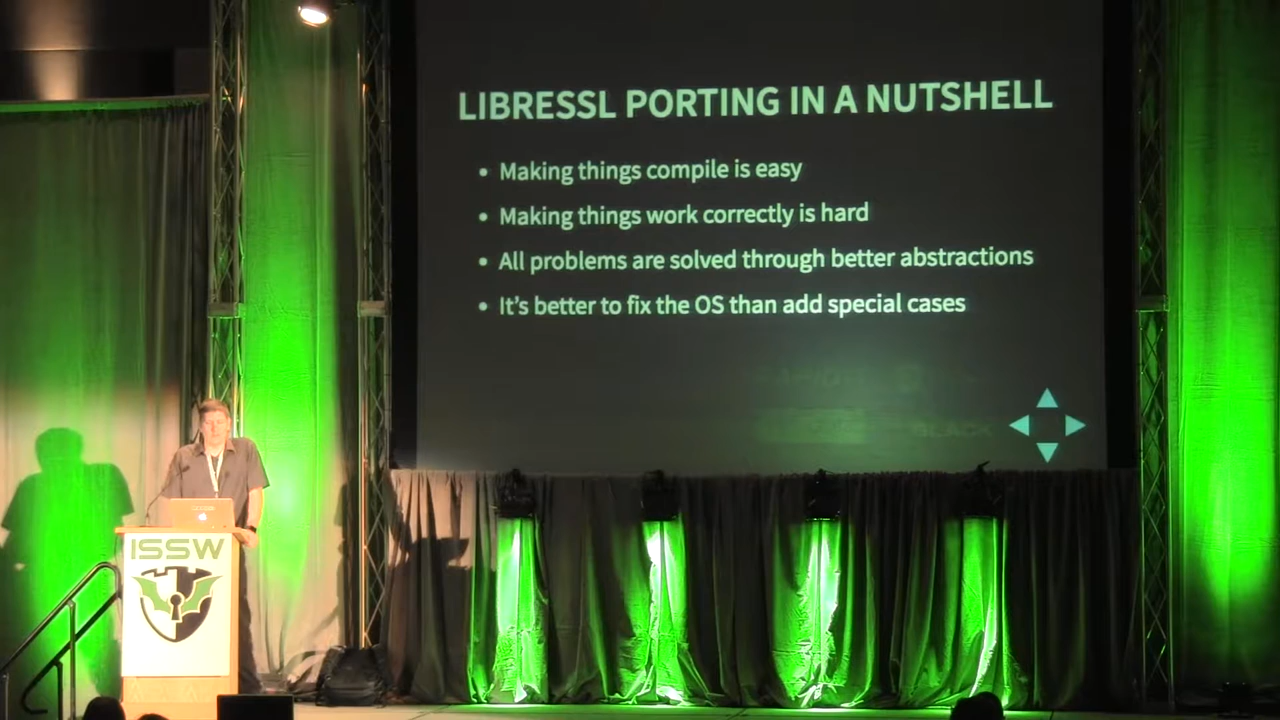 LIBRESSL PORTING IN A NUTSHELL
• Making things compile is easy
• Making things work correctly is hard
• All problems are solved through better abstractions
• It's better to fix the OS than add special cases
ISSW